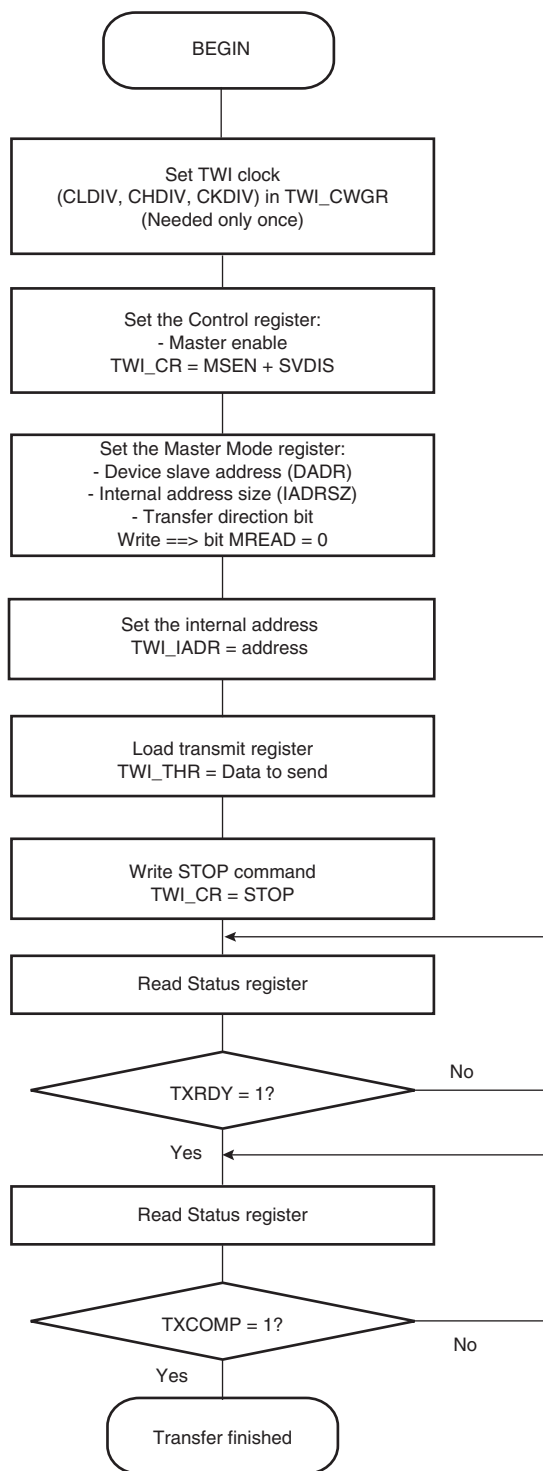 BEGIN
Set TWI clock
(CLDIV, CHDIV, CKDIV) in TWI_CWGR
(Needed only once)
Set the Control register:
- Master enable
TWI_CR = MSEN + SVDIS
Set the Master Mode register:
- Device slave address (DADR)
- Internal address size (IADRSZ)
- Transfer direction bit
Write ==> bit MREAD = 0
Set the internal address
TWI_IADR = address
Load transmit register
TWI_THR = Data to send
Write STOP command
TWI_CR = STOP
Read Status register
TXRDY = 1?
No
Yes
Read Status register
TXCOMP = 1?
No
Yes
Transfer finished